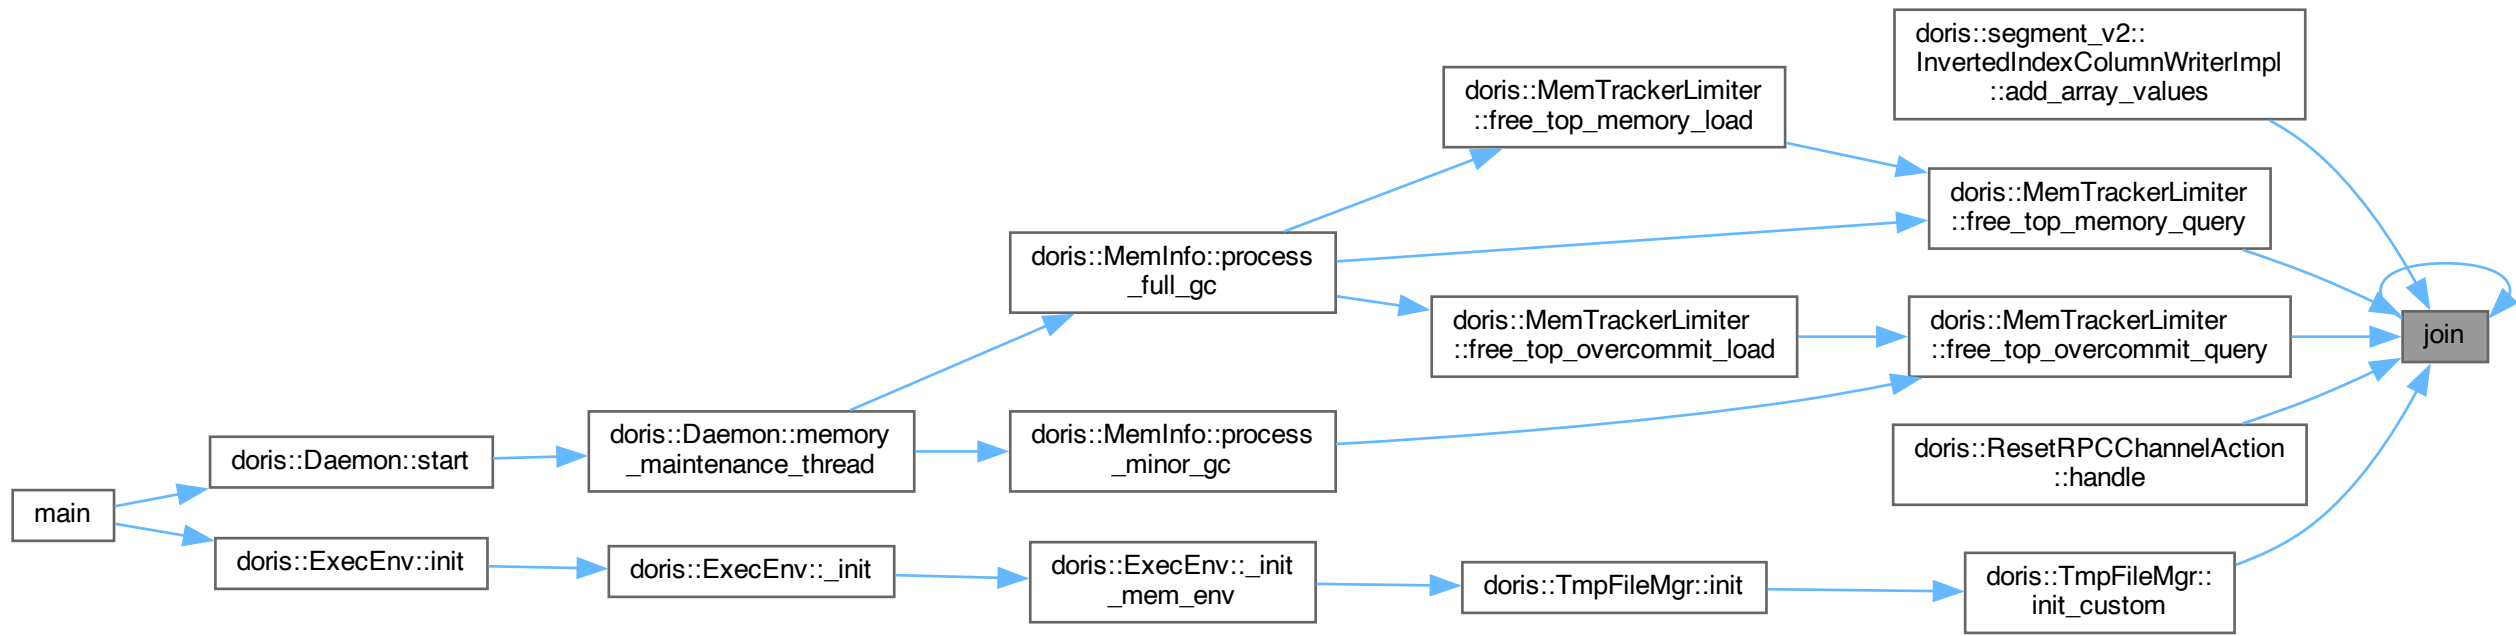 doris::segment_v2::
InvertedIndexColumnWriterImpl
::add_array_values
doris::MemTrackerLimiter
::free_top_memory_load
doris::MemTrackerLimiter
::free_top_memory_query
doris::MemInfo::process
_full_gc
doris::MemTrackerLimiter
::free_top_overcommit_load
doris::MemTrackerLimiter
::free_top_overcommit_query
join
doris::Daemon::start
doris::Daemon::memory
_maintenance_thread
doris::MemInfo::process
_minor_gc
doris::ResetRPCChannelAction
::handle
main
doris::ExecEnv::init
doris::ExecEnv::_init
doris::ExecEnv::_init
_mem_env
doris::TmpFileMgr::init
doris::TmpFileMgr::
init_custom